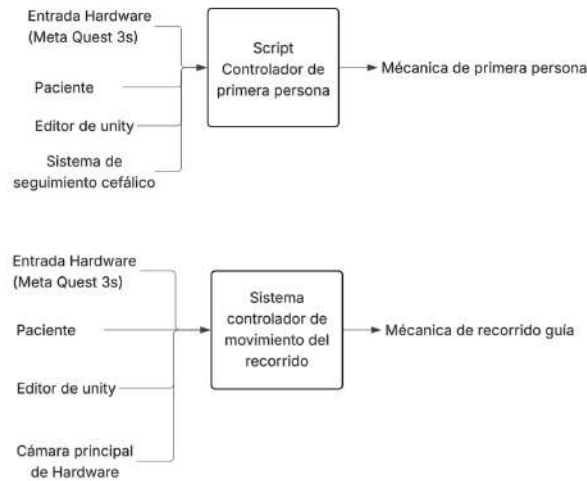 Entrada Hardware
(Meta Quest 3s)
Paciente
Editor de unity
Sistema de
seguimiento cefálico
Script
Controlador de
primera persona
Mécanica de primera persona
Entrada Hardware
(Meta Quest 3s)
Paciente
Editor de unity
Cámara principal
de Hardware
Sistema
controlador de
movimiento del
recorrido
Mécanica de recorrido guía